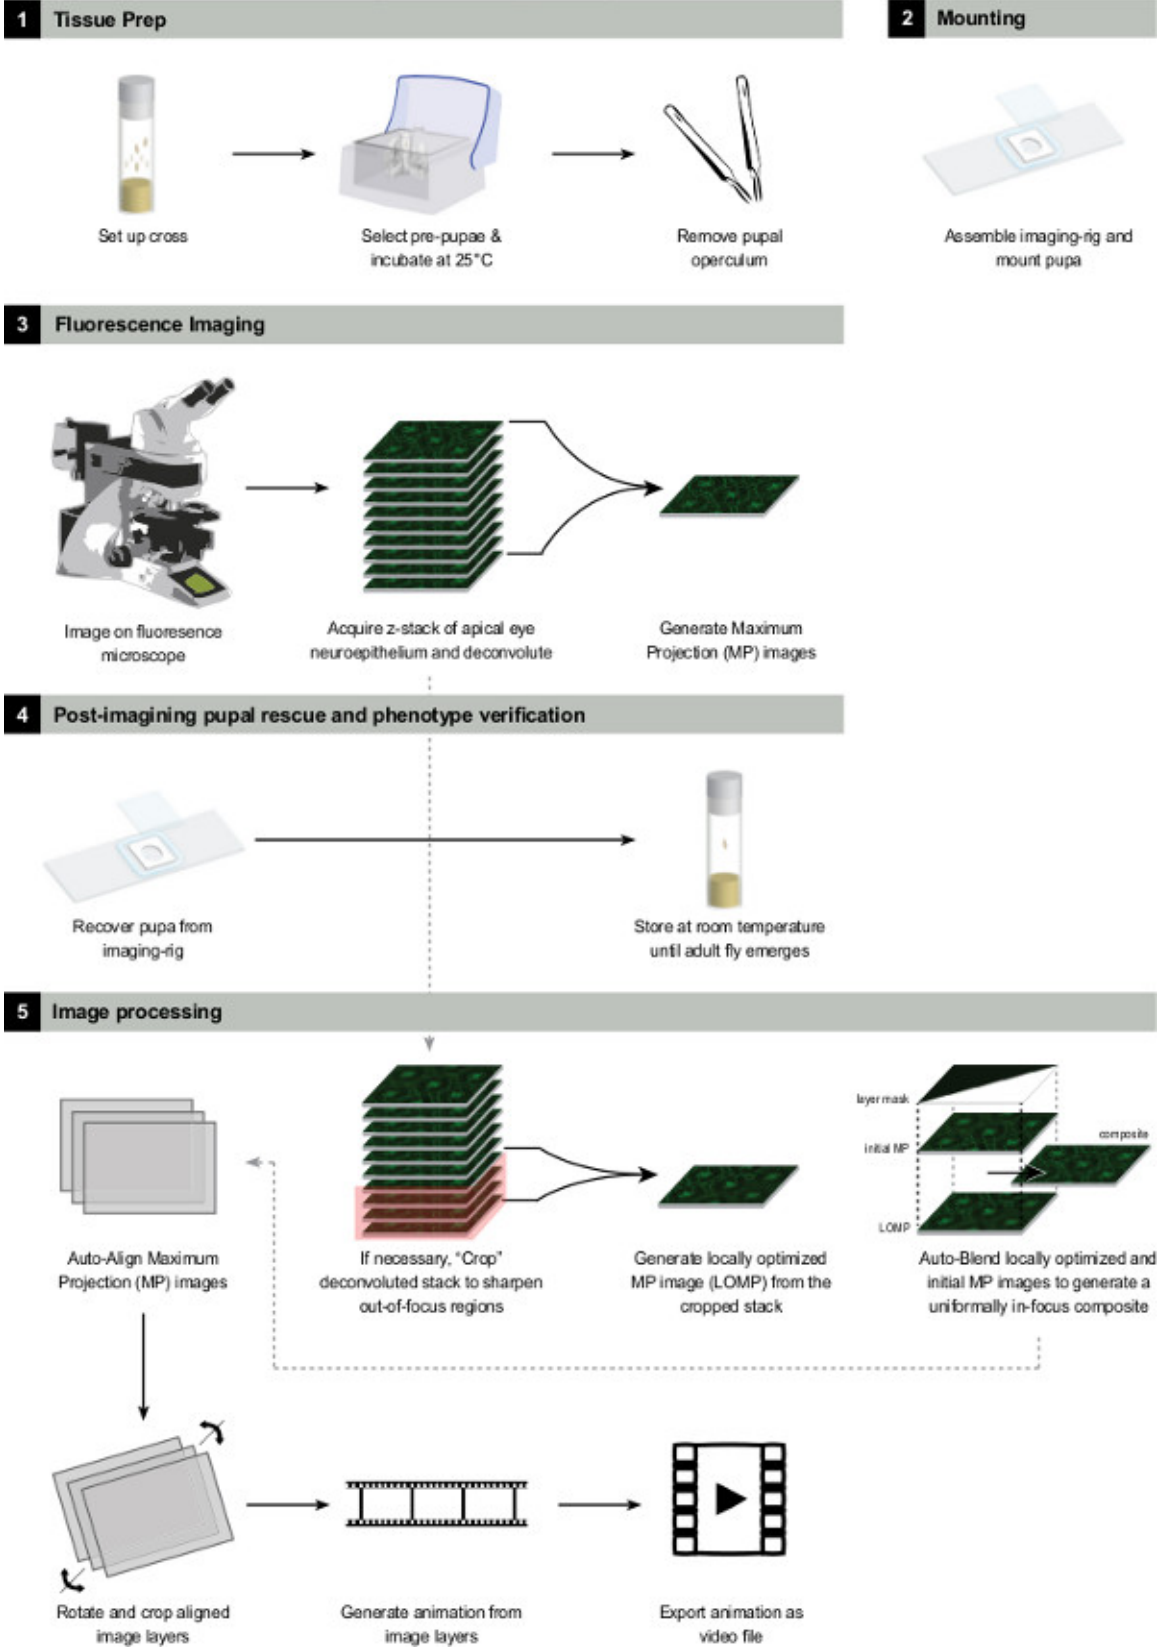 1 Tissue Prep
2 Mounting
Set up cross
Select pre-pupae &
incubate at 25°C
Remove pupal
operculum
Assemble imaging-rig and
mount pupa
3 Fluorescence Imaging
Image on fluoresence
microscope
Acquire z-stack of apical eye
neuroepithelium and deconvolute
Generate Maximum
Projection (MP) images
4 Post-imagining pupal rescue and phenotype verification
Recover pupa from
imaging-rig
Store at room temperature
until adult fly emerges
5 Image processing
layer mask
initial MP
composite
LOMP
Auto-Align Maximum
Projection (MP) images
If necessary, “Crop”
deconvoluted stack to sharpen
out-of-focus regions
Generate locally optimized
MP image (LOMP) from the
cropped stack
Auto-Blend locally optimized and
initial MP images to generate a
uniformally in-focus composite
Rotate and crop aligned
image layers
Generate animation from
image layers
Export animation as
video file